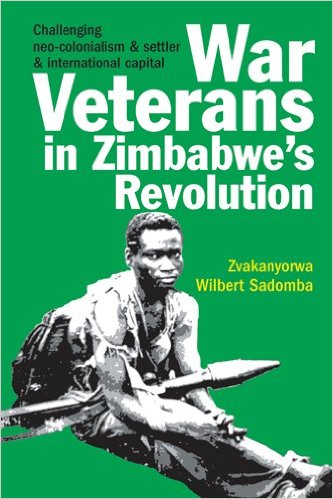 Challenging
neo-colonialism & settler
& international capital
War
Veterans
in Zimbabwe's
Revolution
Zvakanyorwa
Wilbert Sadomba